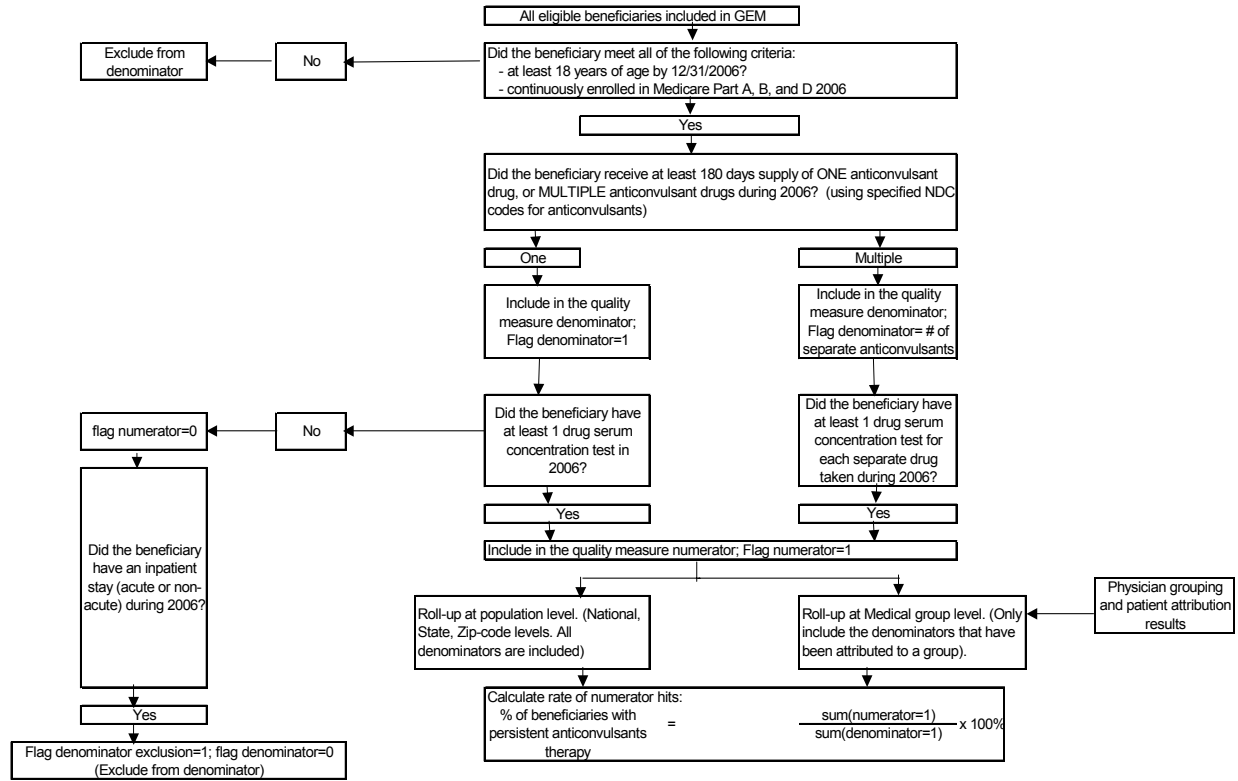 All eligible beneficiaries included in GEM
Exclude from
denominator
No
Did the beneficiary meet all of the following criteria:
- at least 18 years of age by 12/31/2006?
- continuously enrolled in Medicare Part A, B, and D 2006
Yes
Did the beneficiary receive at least 180 days supply of ONE anticonvulsant
drug, or MULTIPLE anticonvulsant drugs during 2006? (using specified NDC
codes for anticonvulsants)
One
Multiple
Include in the quality
measure denominator;
Flag denominator=1
Include in the quality
measure denominator;
Flag denominator= # of
separate anticonvulsants
flag numerator=0
No
Did the beneficiary have
at least 1 drug serum
concentration test in
2006?
Did the beneficiary have
at least 1 drug serum
concentration test for
each separate drug
taken during 2006?
Yes
Yes
Include in the quality measure numerator; Flag numerator=1
Did the beneficiary
have an inpatient
stay (acute or non-
acute) during 2006?
Roll-up at population level. (National,
State, Zip-code levels. All
denominators are included)
Roll-up at Medical group level. (Only
include the denominators that have
been attributed to a group).
Physician grouping
and patient attribution
results
Calculate rate of numerator hits:
% of beneficiaries with
persistent anticonvulsants
therapy
=
sum(numerator=1)
sum(denominator=1)
x 100%
Yes
Flag denominator exclusion=1; flag denominator=0
(Exclude from denominator)